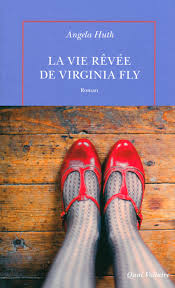 Angela Huth
LA VIE RÊVÉE
DE VIRGINIA FLY
Roman
Quai Voltaire